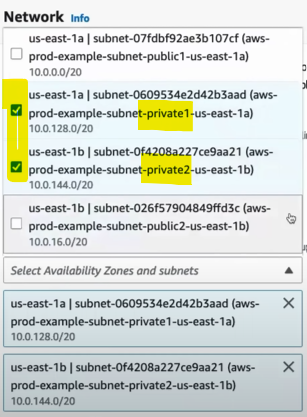 Network Info
us-east-1a | subnet-07fdbf92ae3b107cf (aws-
prod-example-subnet-public1-us-east-1a)
10.0.0.0/20
us-east-1a | subnet-0609534e2d42b3aad (aws-
prod-example-subnet-private1-us-east-1a)
10.0.128.0/20
us-east-1b | subnet-0f4208a227ce9aa21 (aws-
prod-example-subnet-private2-us-east-1b)
10.0.144.0/20
us-east-1b | subnet-026f57904849ffd3c (aws-
prod-example-subnet-public2-us-east-1b)
10.0.16.0/20
Select Availability Zones and subnets
us-east-1a | subnet-0609534e2d42b3aad (aws-
prod-example-subnet-private1-us-east-1a)
10.0.128.0/20
us-east-1b | subnet-0f4208a227ce9aa21 (aws-
prod-example-subnet-private2-us-east-1b)
10.0.144.0/20